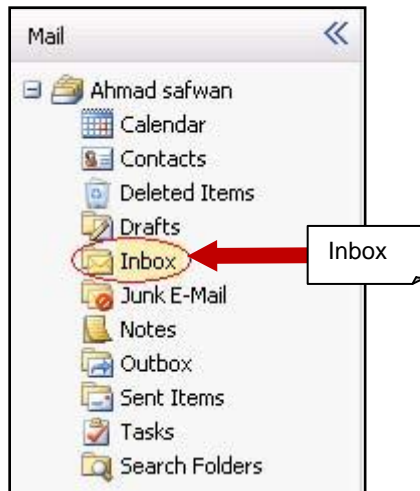 Mail
Ahmad safwan
Calendar
Contacts
Deleted Items
Drafts
Inbox
Inbox
Junk E-Mail
Notes
Outbox
Sent Items
Tasks
Search Folders